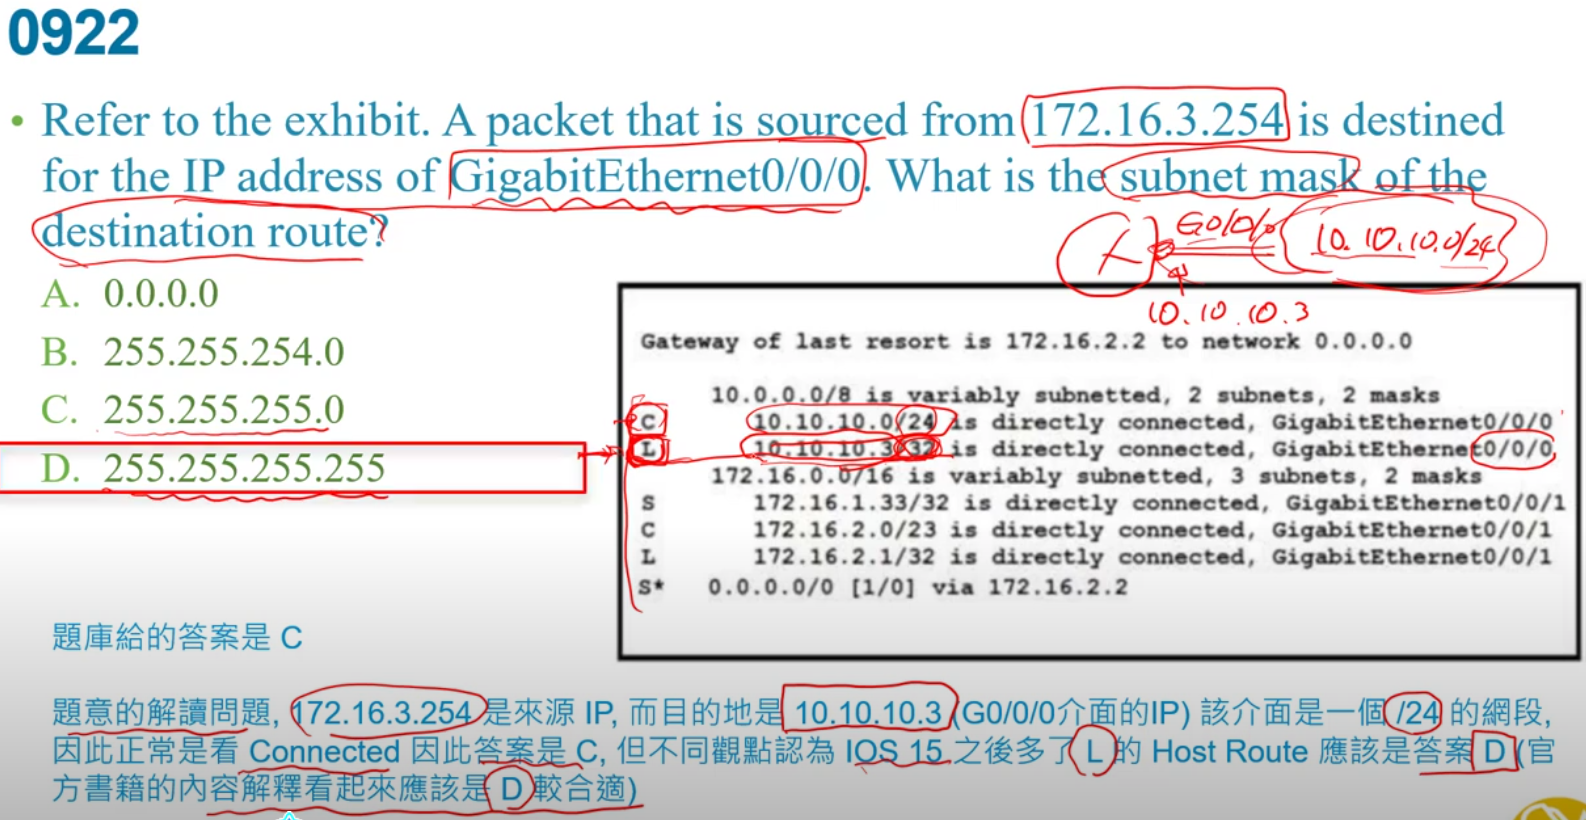 0922
• Refer to the exhibit. A packet that is sourced from 172.16.3.254 is destined
for the IP address of GigabitEthernet0/0/0. What is the subnet mask of the
destination route?
G0/0/0
10.10.10.0/24
10.10.10.3
A. 0.0.0.0
B. 255.255.254.0
C. 255.255.255.0
D. 255.255.255.255
Gateway of last resort is 172.16.2.2 to network 0.0.0.0
10.0.0.0/8 is variably subnetted, 2 subnets, 2 masks
C 10.10.10.0/24 is directly connected, GigabitEthernet0/0/0
L 10.10.10.3/32 is directly connected, GigabitEthernet0/0/0
172.16.0.0/16 is variably subnetted, 3 subnets, 2 masks
S 172.16.1.33/32 is directly connected, GigabitEthernet0/0/1
C 172.16.2.0/23 is directly connected, GigabitEthernet0/0/1
L 172.16.2.1/32 is directly connected, GigabitEthernet0/0/1
S* 0.0.0.0/0 [1/0] via 172.16.2.2
題庫給的答案是 C
題意的解讀問題, 172.16.3.254 是來源 IP, 而目的地是 10.10.10.3 (G0/0/0介面的IP) 該介面是一個 /24 的網段,
因此正常是看 Connected 因此答案是 C, 但不同觀點認為 IOS 15 之後多了 L 的 Host Route 應該是答案 D (官
方書籍的內容解釋看起來應該是 D 較合適)